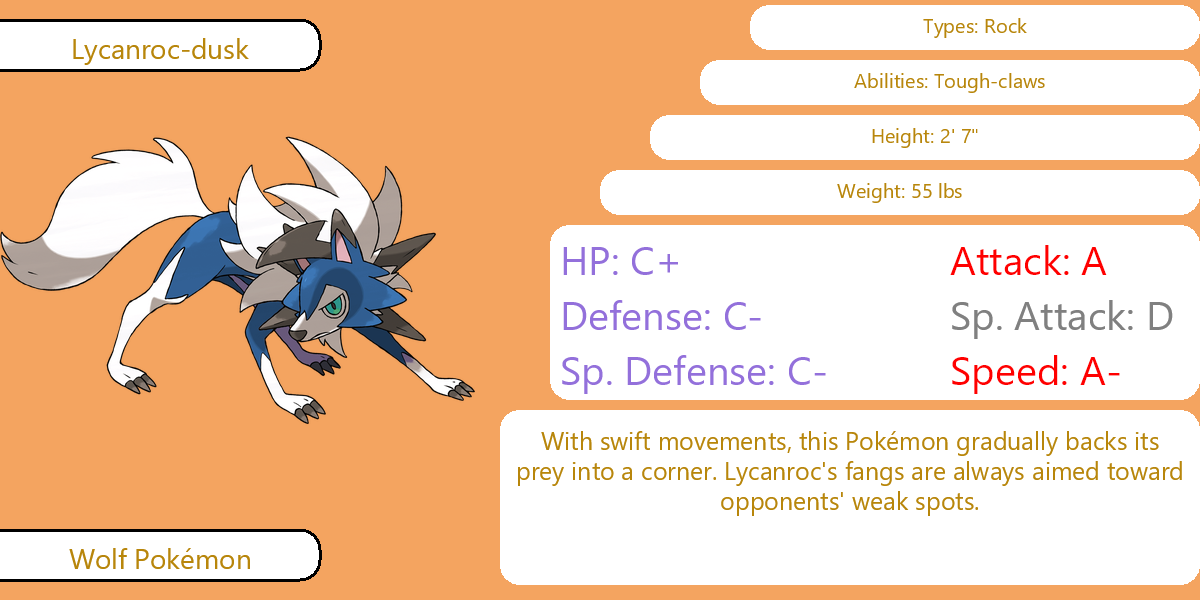 Lycanroc-dusk
Types: Rock
Abilities: Tough-claws
Height: 2' 7"
Weight: 55 lbs
HP: C+
Attack: A
Defense: C-
Sp. Attack: D
Sp. Defense: C-
Speed: A-
With swift movements, this Pokémon gradually backs its
prey into a corner. Lycanroc's fangs are always aimed toward
opponents' weak spots.
Wolf Pokémon